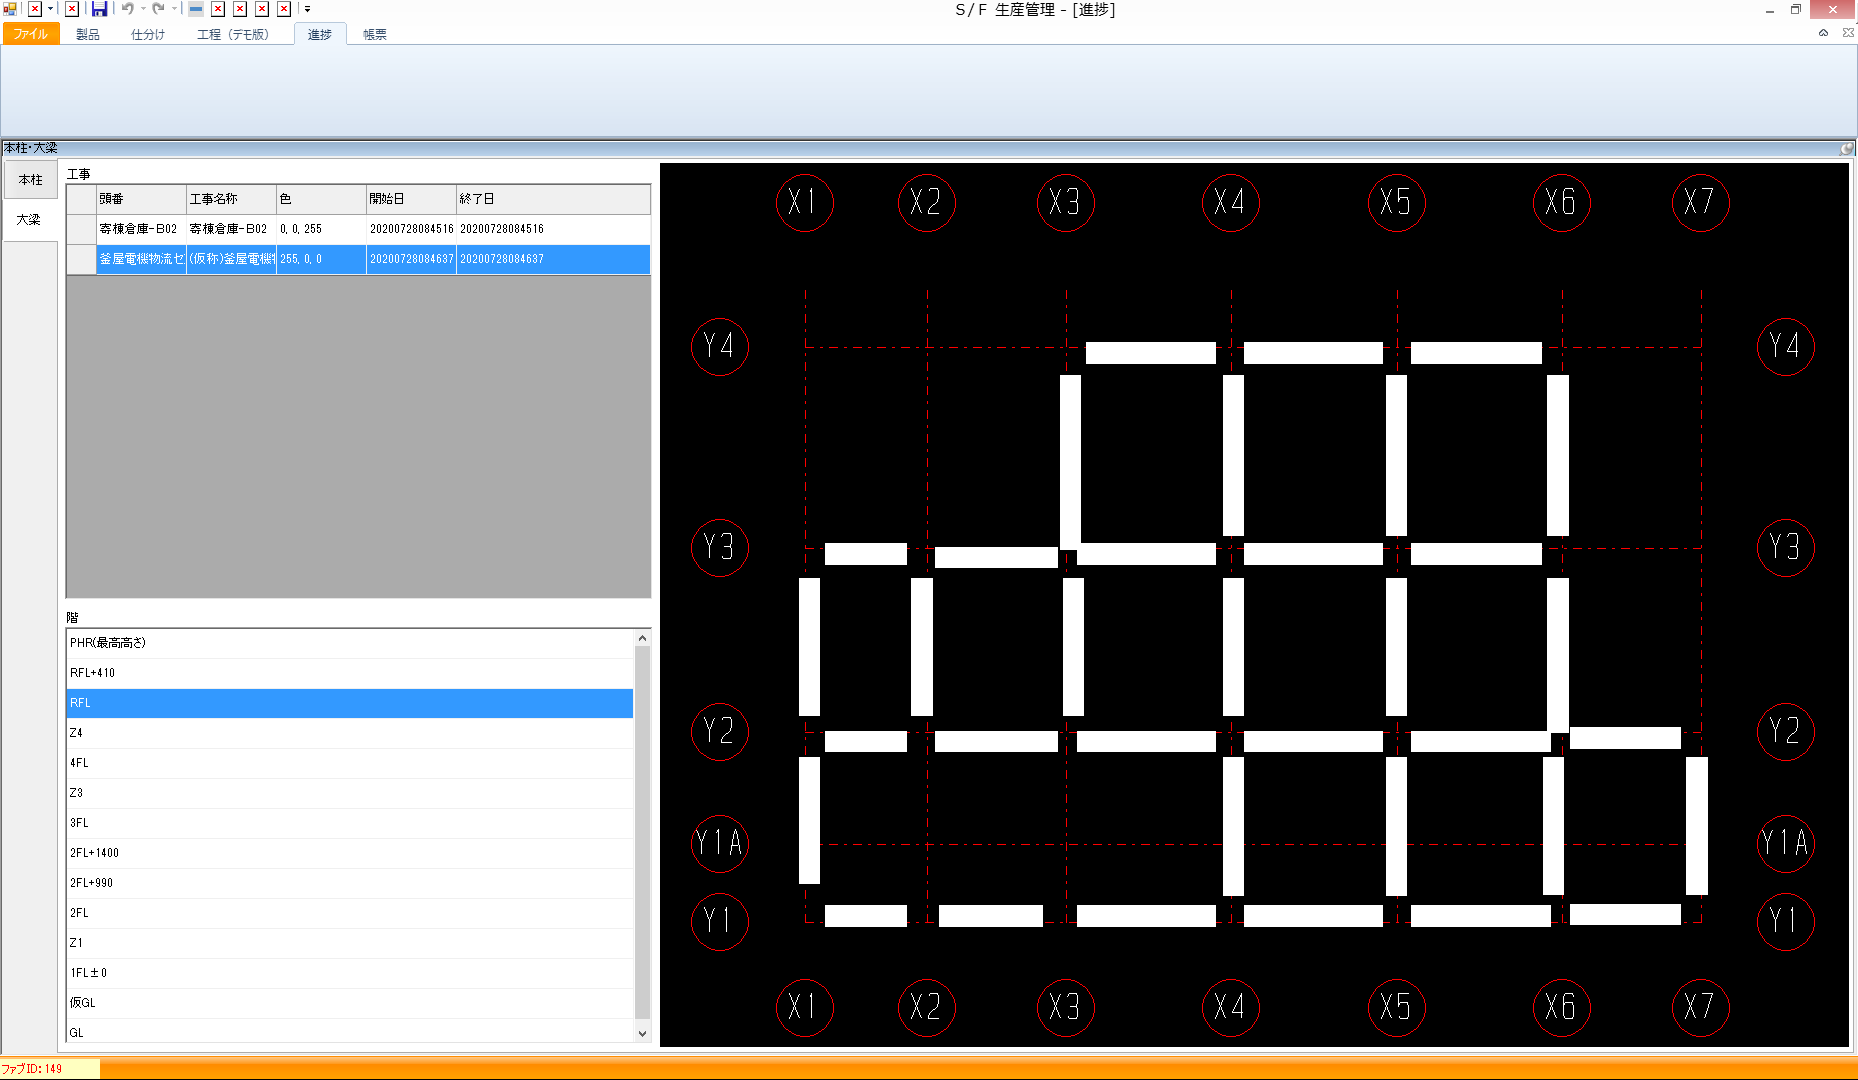 S/F 生産管理 - [進捗]
ファイル 製品 仕分け 工程（デモ版） 進捗 帳票
本柱・大梁
本柱
大梁
工事
頭番 工事名称 色 開始日 終了日
寄棟倉庫-B02 寄棟倉庫-B02 0, 0, 255 20200728084516 20200728084516
釜屋電機物流セ (仮称)釜屋電機物 255, 0, 0 20200728084637 20200728084637
階
PHR(最高高さ)
RFL+410
RFL
Z4
4FL
Z3
3FL
2FL+1400
2FL+990
2FL
Z1
1FL±0
仮GL
GL
X1 X2 X3 X4 X5 X6 X7
Y4 Y4
Y3 Y3
Y2 Y2
Y1A Y1A
Y1 Y1
X1 X2 X3 X4 X5 X6 X7
ファブID: 149